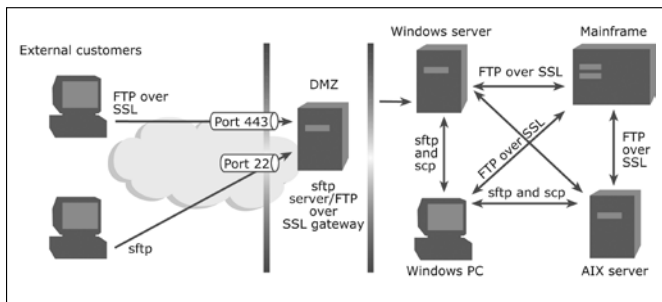 External customers
FTP over
SSL
Port 443
Port 22
sftp
DMZ
sftp
server/FTP
over
SSL gateway
Windows server
Mainframe
FTP over SSL
sftp
and
scp
FTP over SSL
FTP
over
SSL
sftp and scp
Windows PC
AIX server